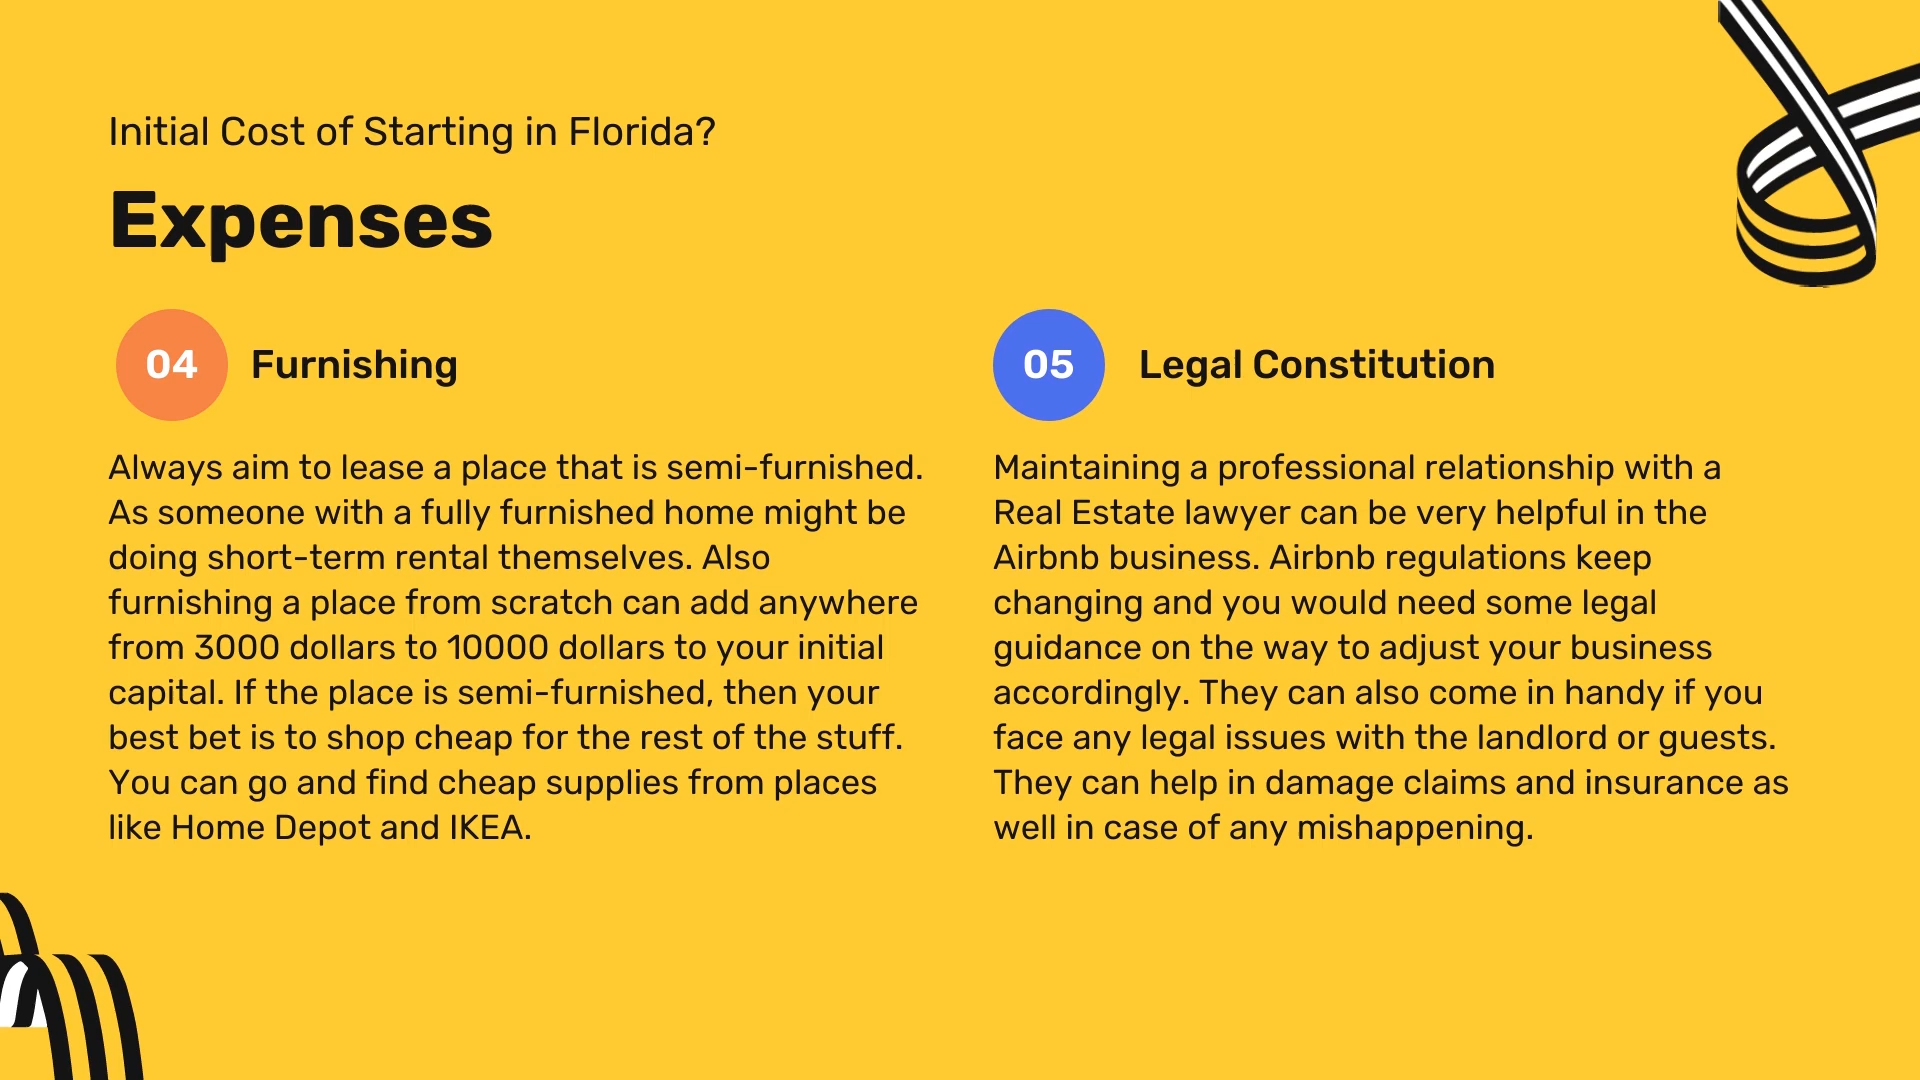 Initial Cost of Starting in Florida?
Expenses
04
Furnishing
Always aim to lease a place that is semi-furnished.
As someone with a fully furnished home might be
doing short-term rental themselves. Also
furnishing a place from scratch can add anywhere
from 3000 dollars to 10000 dollars to your initial
capital. If the place is semi-furnished, then your
best bet is to shop cheap for the rest of the stuff.
You can go and find cheap supplies from places
like Home Depot and IKEA.
05
Legal Constitution
Maintaining a professional relationship with a
Real Estate lawyer can be very helpful in the
Airbnb business. Airbnb regulations keep
changing and you would need some legal
guidance on the way to adjust your business
accordingly. They can also come in handy if you
face any legal issues with the landlord or guests.
They can help in damage claims and insurance as
well in case of any mishappening.